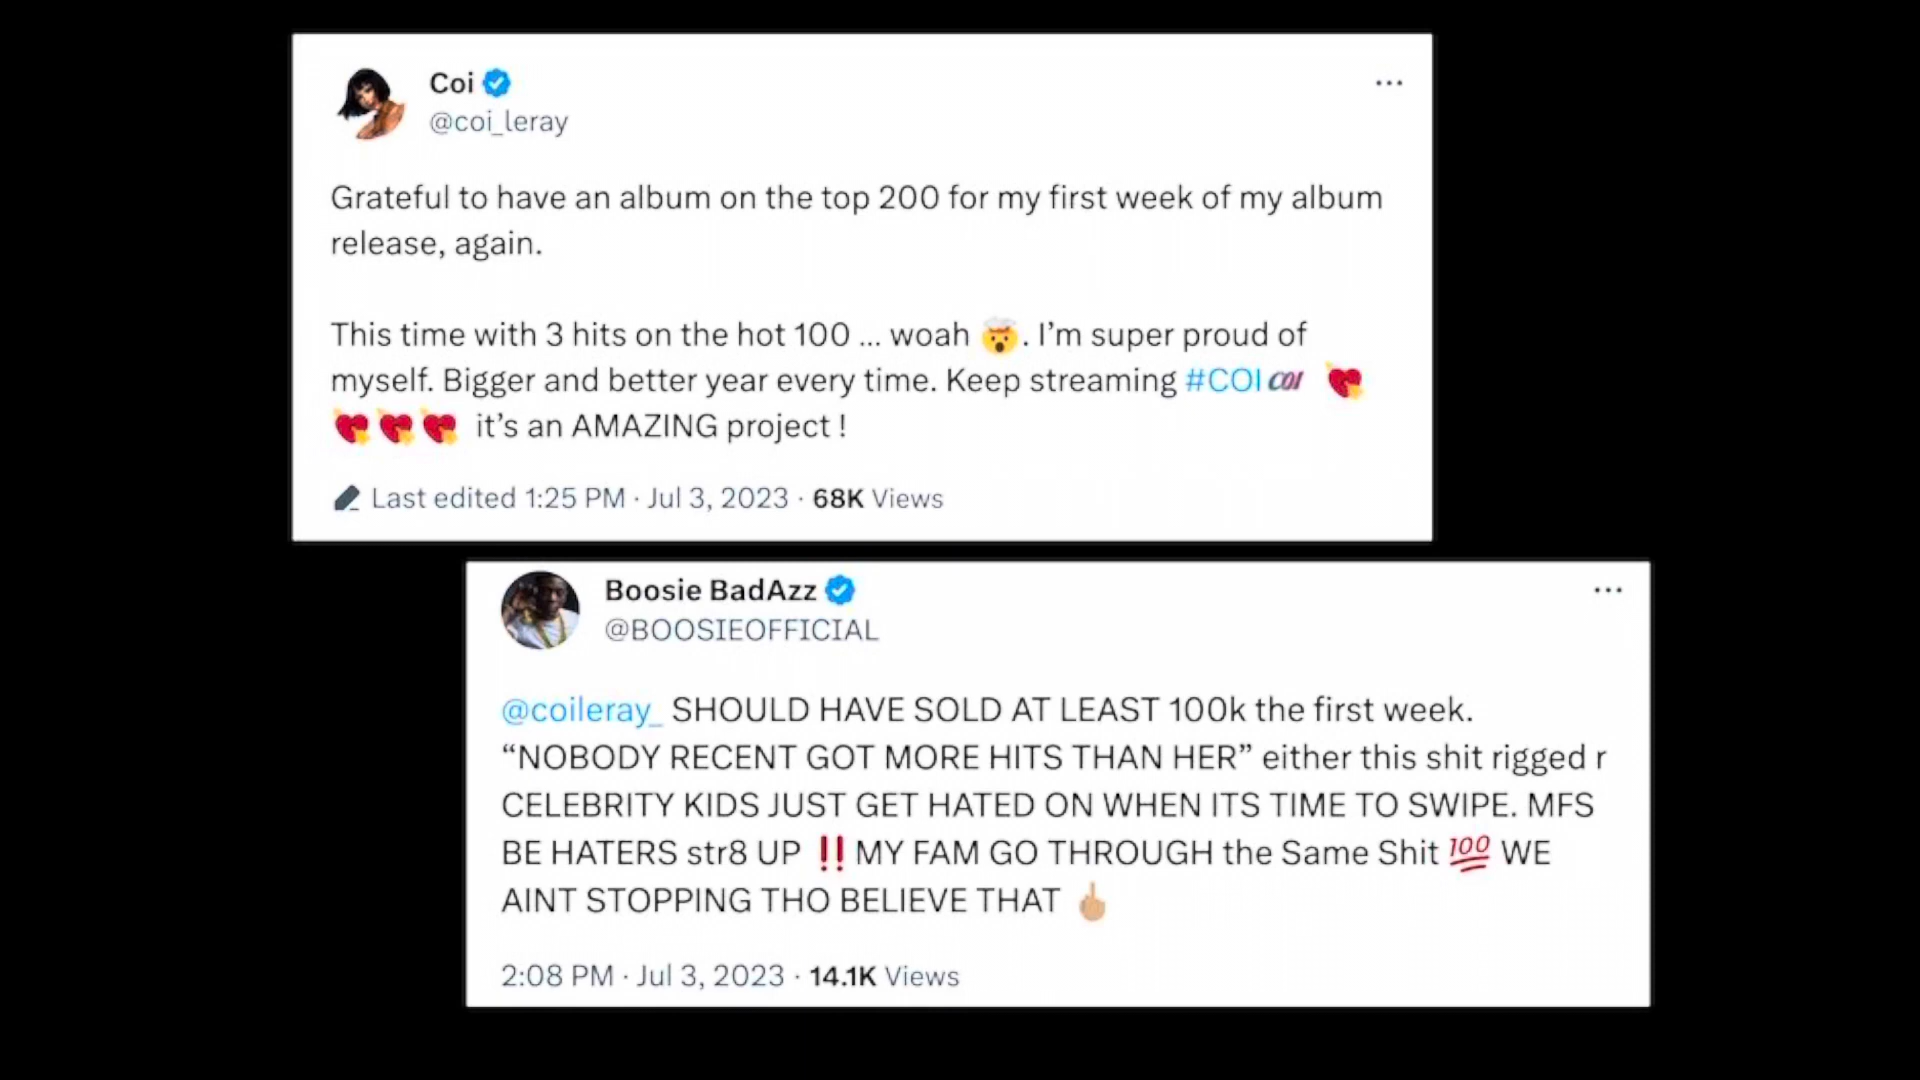 Coi
@coi_leray
Grateful to have an album on the top 200 for my first week of my album
release, again.
This time with 3 hits on the hot 100 ... woah 🤯. I’m super proud of
myself. Bigger and better year every time. Keep streaming #COI COI 💘
💘💘💘 it’s an AMAZING project !
Last edited 1:25 PM · Jul 3, 2023 · 68K Views
Boosie BadAzz
@BOOSIEOFFICIAL
@coileray_ SHOULD HAVE SOLD AT LEAST 100k the first week.
“NOBODY RECENT GOT MORE HITS THAN HER” either this shit rigged r
CELEBRITY KIDS JUST GET HATED ON WHEN ITS TIME TO SWIPE. MFS
BE HATERS str8 UP ‼️ MY FAM GO THROUGH the Same Shit 💯 WE
AINT STOPPING THO BELIEVE THAT 🖕🏼
2:08 PM · Jul 3, 2023 · 14.1K Views